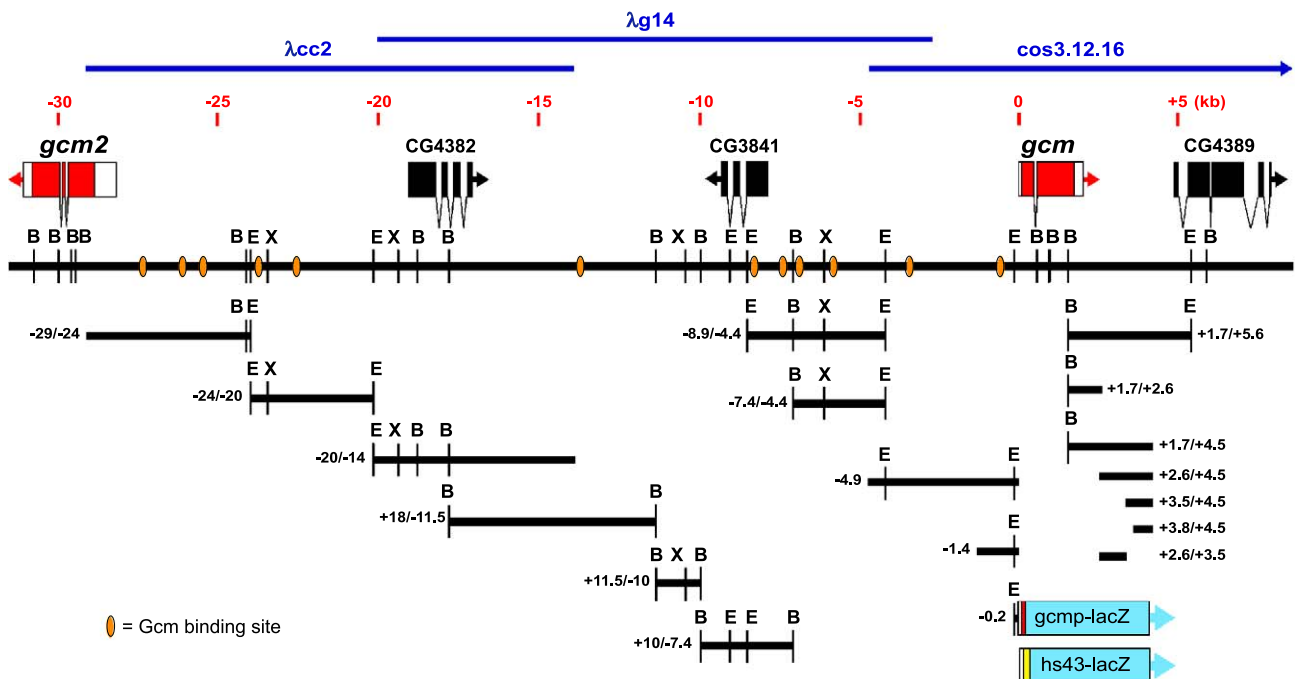 λg14
λcc2
cos3.12.16
-30 -25 -20 -15 -10 -5 0 +5 (kb)
gcm2 CG4382 CG3841 gcm CG4389
B B B B B E X E X B B B X B E E B X E E B B B E B
B E
-29/-24
B X E
-8.9/-4.4
B E
+1.7/+5.6
E X E
-24/-20
B X E
-7.4/-4.4
B
+1.7/+2.6
E X B B
-20/-14
B
+1.7/+4.5
E E
-4.9
+2.6/+4.5
+3.5/+4.5
B B
+18/-11.5
+3.8/+4.5
E
-1.4
+2.6/+3.5
B X B
+11.5/-10
E
-0.2
gcmp-lacZ
= Gcm binding site
B E E B
+10/-7.4
hs43-lacZ